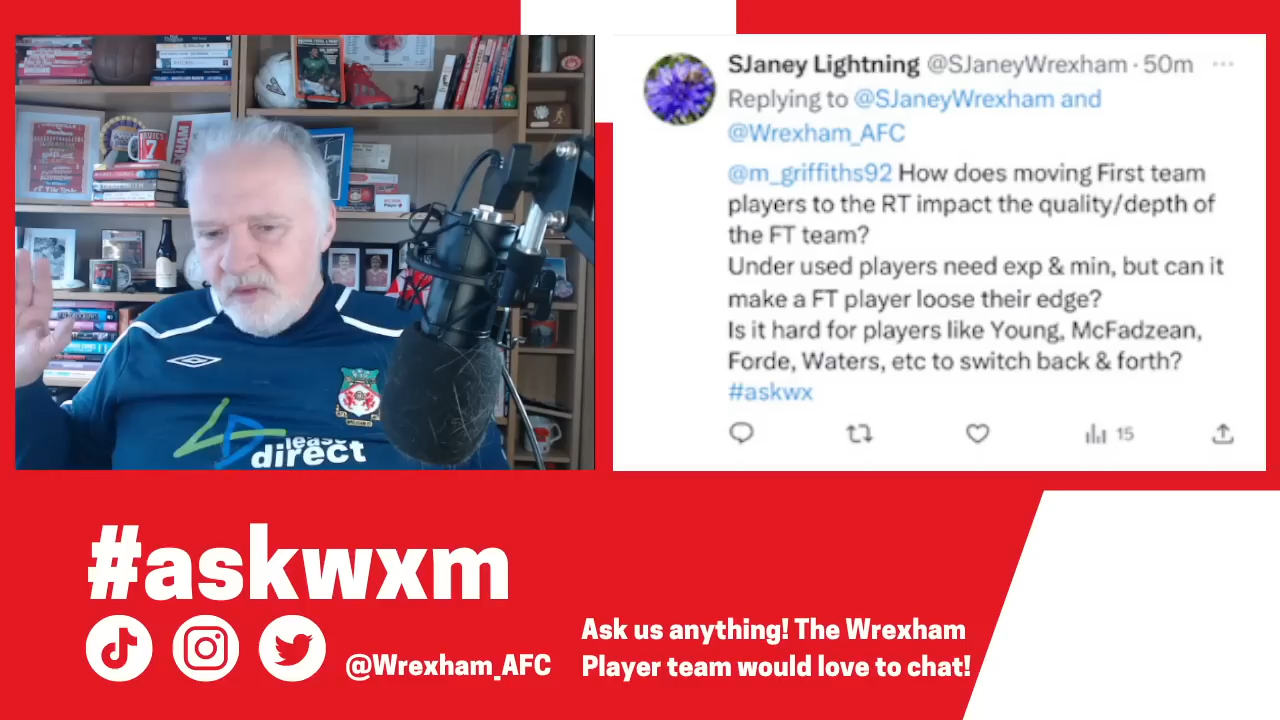 SJaney Lightning @SJaneyWrexham · 50m ...
Replying to @SJaneyWrexham and
@Wrexham_AFC
@m_griffiths92 How does moving First team
players to the RT impact the quality/depth of
the FT team?
Under used players need exp & min, but can it
make a FT player loose their edge?
Is it hard for players like Young, McFadzean,
Forde, Waters, etc to switch back & forth?
#askwx
15
lease
direct
#askwxm
@Wrexham_AFC
Ask us anything! The Wrexham
Player team would love to chat!